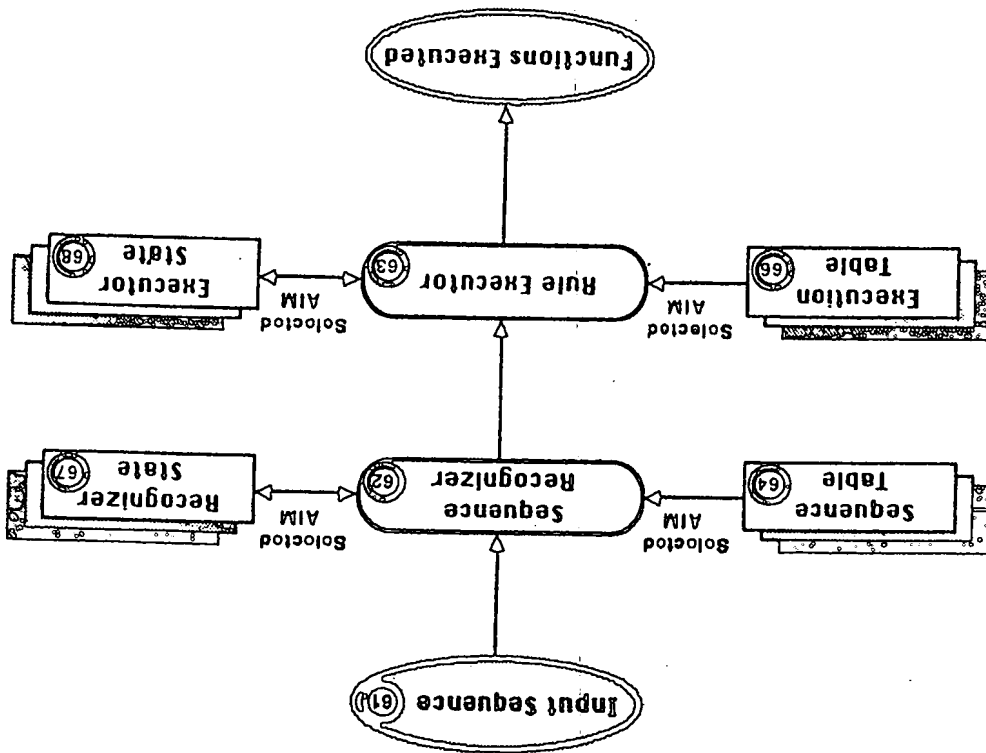 Input Sequence 61
Selected
AIM
Selected
AIM
Sequence
Table
64
Sequence
Recognizer
62
Recognizer
State
67
Selected
AIM
Selected
AIM
Execution
Table
66
Rule Executor 63
Executor
State
68
Functions Executed